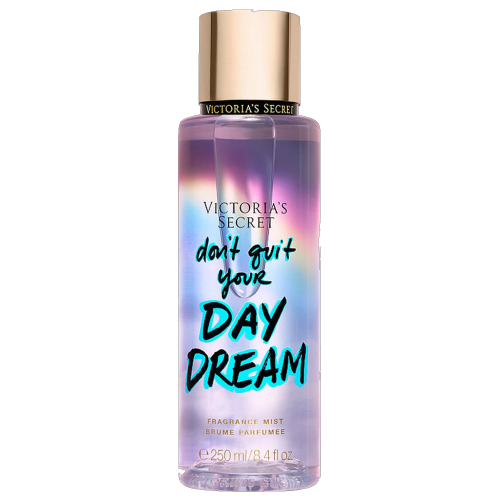 VICTORIA'S SECRET
VICTORIA'S
SECRET
don't quit
your
DAY
DREAM
FRAGRANCE MIST
BRUME PARFUMÉE
℮ 250 ml/8.4 fl oz